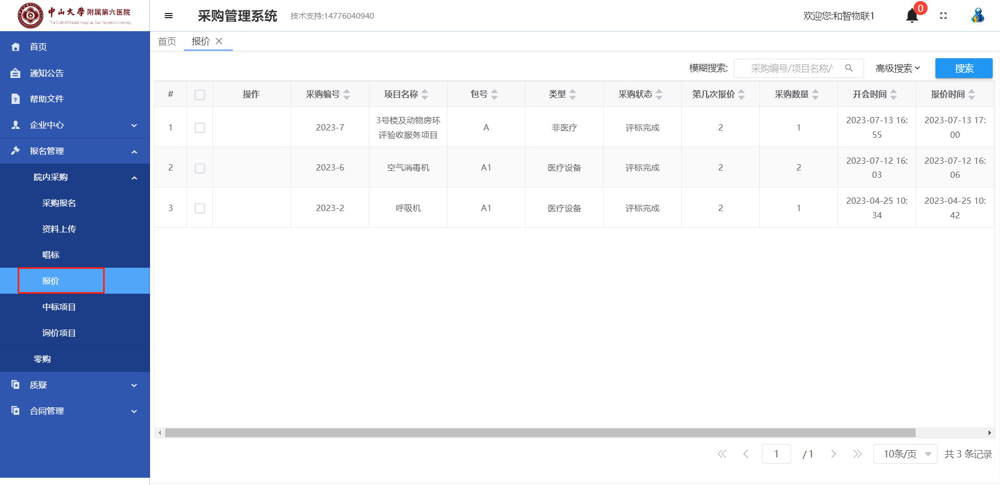 中山大學 附属第六医院
The Sixth Affiliated Hospital, Sun Yat-sen University
采购管理系统
技术支持:14776040940
欢迎您:和智物联1
0
首页
通知公告
帮助文件
企业中心
报名管理
院内采购
采购报名
资料上传
唱标
报价
中标项目
询价项目
零购
质疑
合同管理
首页
报价
模糊搜索:
采购编号/项目名称/
高级搜索
搜索
# 操作 采购编号 项目名称 包号 类型 采购状态 第几次报价 采购数量 开会时间 报价时间
1 2023-7 3号楼及动物房环 A 非医疗 评标完成 2 1 2023-07-13 16: 2023-07-13 17:
评验收服务项目 55 00
2 2023-6 空气消毒机 A1 医疗设备 评标完成 2 2 2023-07-12 16: 2023-07-12 16:
03 06
3 2023-2 呼吸机 A1 医疗设备 评标完成 2 1 2023-04-25 10: 2023-04-25 10:
34 42
1 / 1 10条/页 共 3 条记录